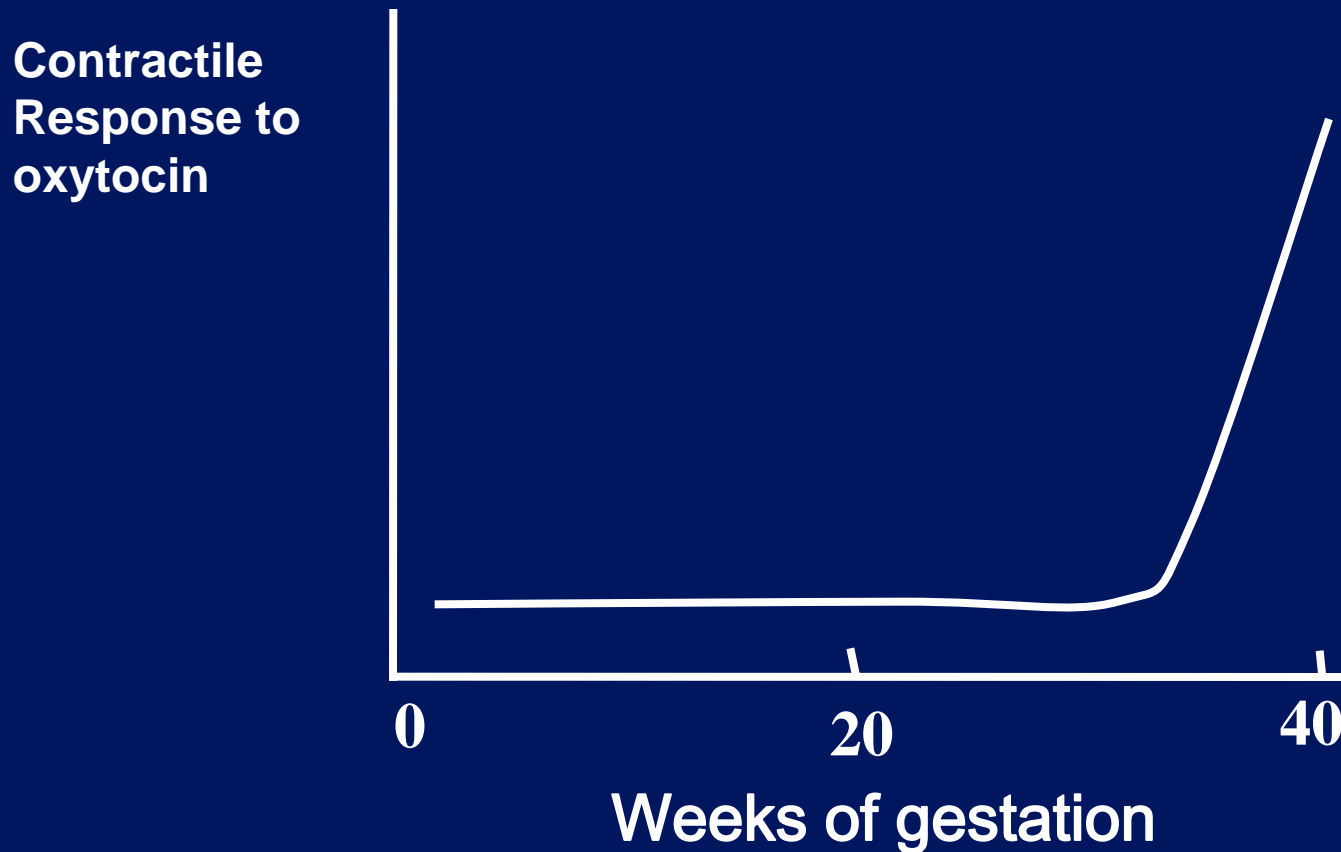 Contractile
Response to
oxytocin
0
20
40
Weeks of gestation